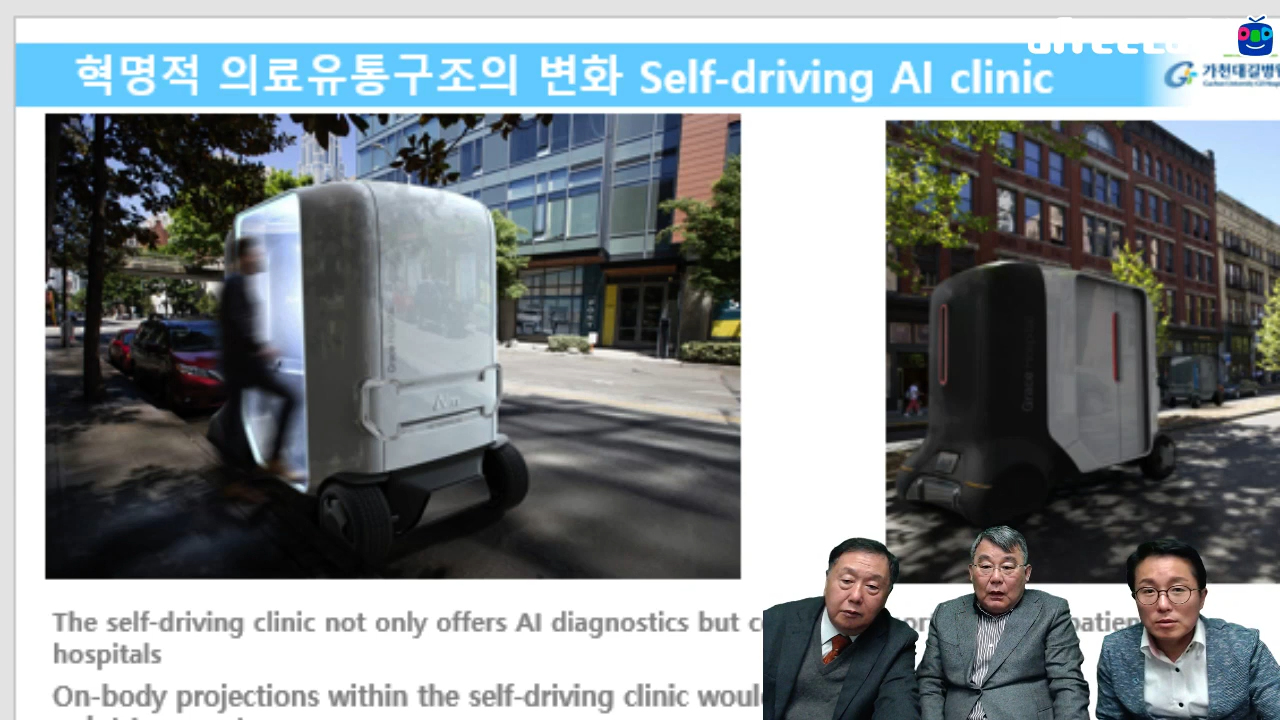 혁명적 의료유통구조의 변화 Self-driving AI clinic
가천대길병원
The self-driving clinic not only offers AI diagnostics but
hospitals
On-body projections within the self-driving clinic would